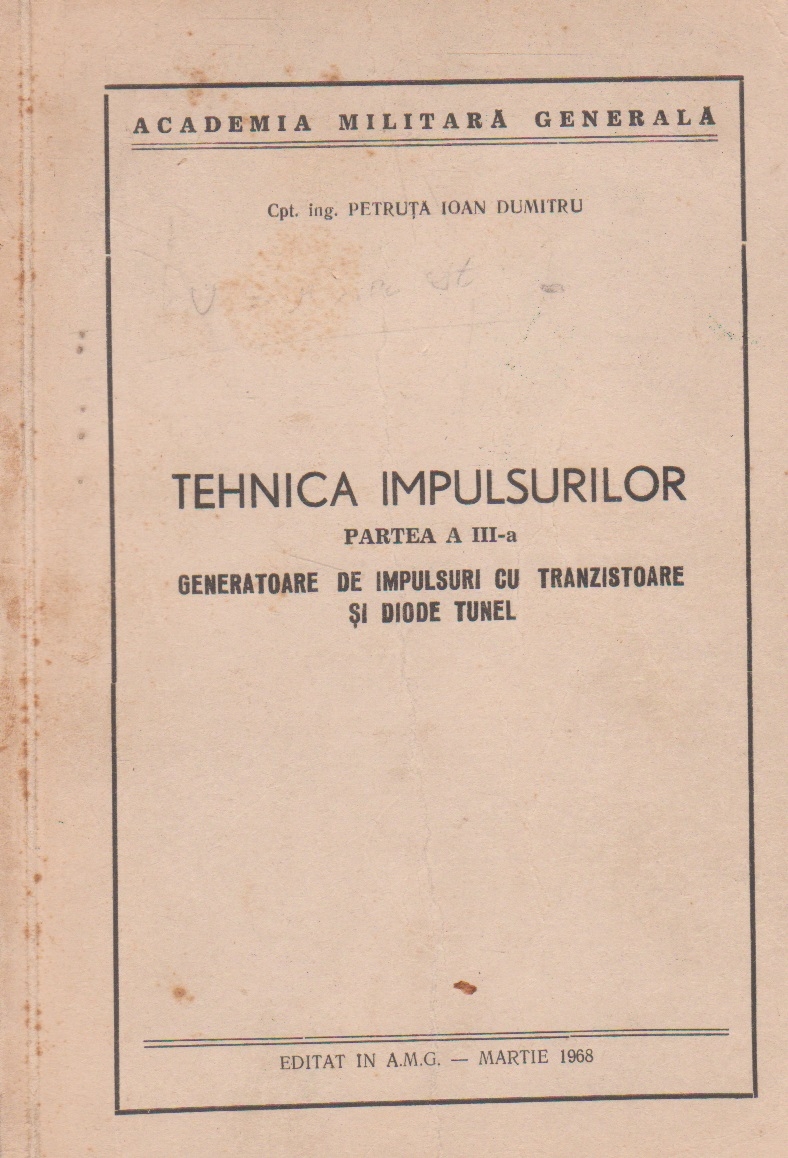 ACADEMIA MILITARĂ GENERALĂ
Cpt. ing. PETRUȚA IOAN DUMITRU
TEHNICA IMPULSURILOR
PARTEA A III-a
GENERATOARE DE IMPULSURI CU TRANZISTOARE
ȘI DIODE TUNEL
EDITAT IN A.M.G. — MARTIE 1968